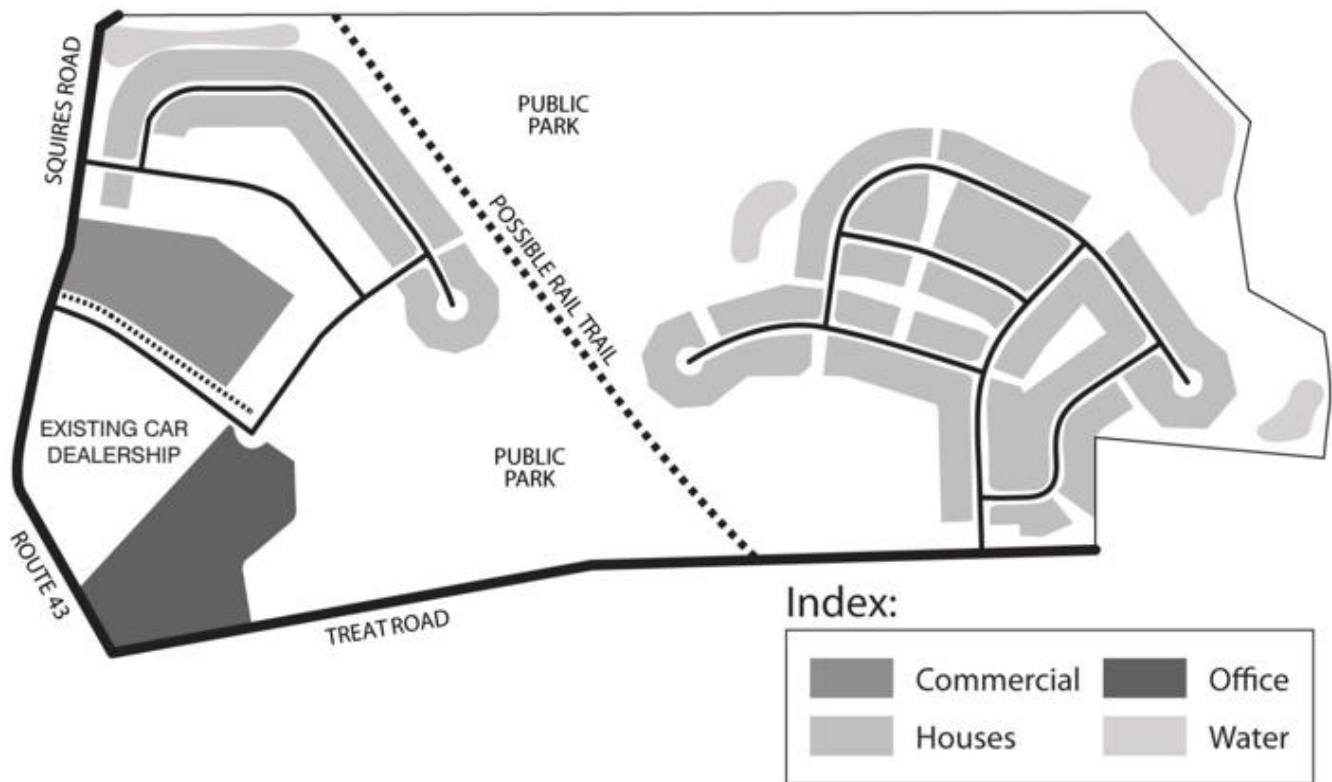 SQUIRES ROAD
PUBLIC
PARK
POSSIBLE RAIL TRAIL
EXISTING CAR
DEALERSHIP
PUBLIC
PARK
ROUTE 43
TREAT ROAD
Index:
Commercial
Office
Houses
Water